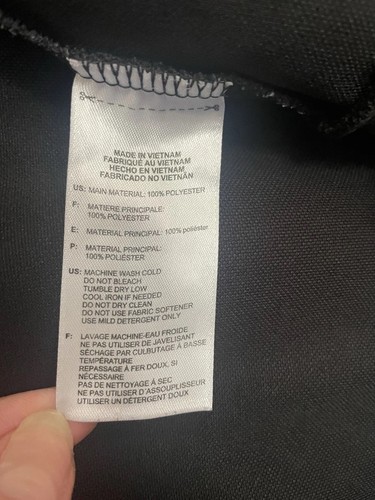 MADE IN VIETNAM
FABRIQUÉ AU VIETNAM
HECHO EN VIETNAM
FABRICADO NO VIETNÃN
US: MAIN MATERIAL: 100% POLYESTER
F: MATIÈRE PRINCIPALE:
100% POLYESTER
E: MATERIAL PRINCIPAL: 100% poliéster
P: MATERIAL PRINCIPAL:
100% POLIÉSTER
US: MACHINE WASH COLD
DO NOT BLEACH
TUMBLE DRY LOW
COOL IRON IF NEEDED
DO NOT DRY CLEAN
DO NOT USE FABRIC SOFTENER
USE MILD DETERGENT ONLY
F: LAVAGE MACHINE-EAU FROIDE
NE PAS UTILISER DE JAVELISANT
SÉCHAGE PAR CULBUTAGE À BASSE
TEMPÉRATURE
REPASSAGE À FER DOUX, SI
NÉCESSAIRE
PAS DE NETTOYAGE À SEC
NE PAS UTILISER D'ASSOUPLISSEUR
UTILISER UN DÉTERGENT DOUX